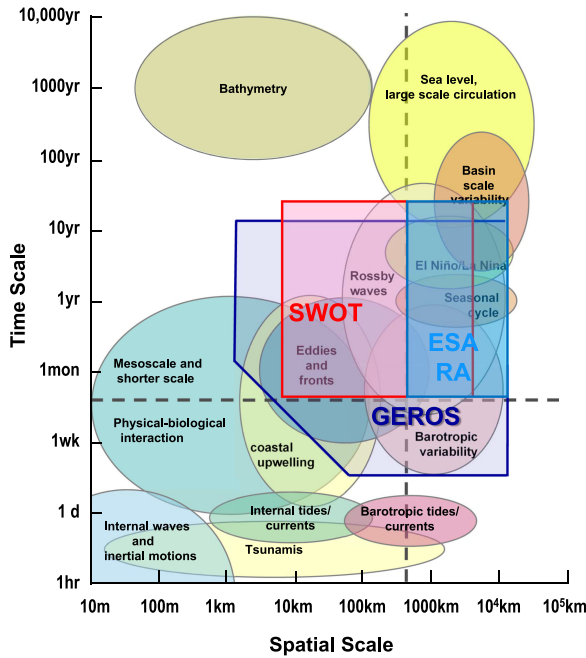 10,000yr
1000yr
100yr
10yr
1yr
1mon
1wk
1 d
1hr
Time Scale
Bathymetry
Sea level,
large scale circulation
Basin
scale
variability
El Niño/La Nina
Rossby
waves
Seasonal
cycle
SWOT
ESA
RA
GEROS
Mesoscale and
shorter scale
Eddies
and
fronts
Physical-biological
interaction
coastal
upwelling
Barotropic
variability
Internal waves
and
inertial motions
Internal tides/
currents
Barotropic tides/
currents
Tsunamis
10m
100m
1km
10km
100km
1000km
10⁴km
10⁵km
Spatial Scale